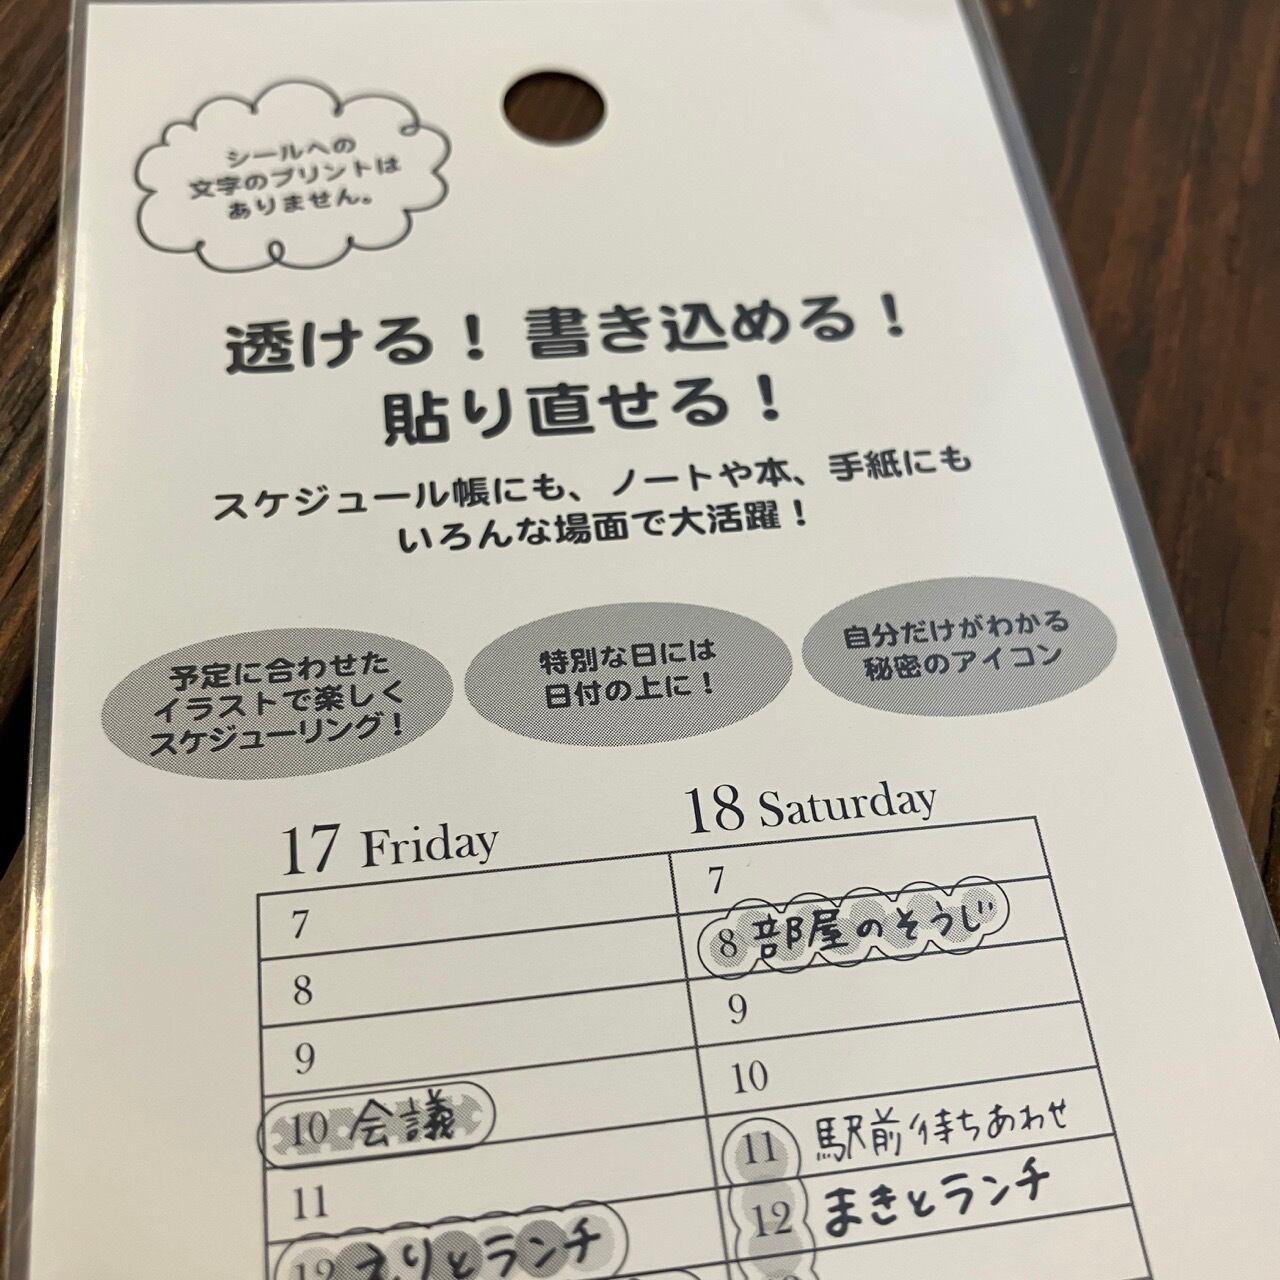 シールへの
文字のプリントは
ありません。
透ける！書き込める！
貼り直せる！
スケジュール帳にも、ノートや本、手紙にも
いろんな場面で大活躍！
予定に合わせた
イラストで楽しく
スケジューリング！
特別な日には
日付の上に！
自分だけがわかる
秘密のアイコン
17 Friday
7
8
9
10 会議
11
12 えりとランチ
18 Saturday
7
8 部屋のそうじ
9
10
11 駅前待ちあわせ
12 まきとランチ